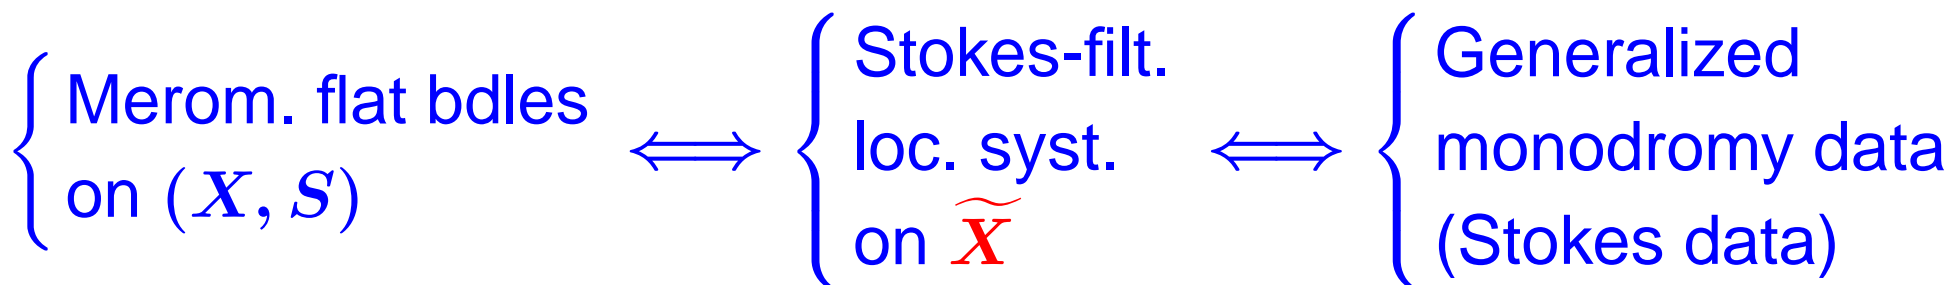 Merom. flat bdles
on (X, S)
⟺
Stokes-filt.
loc. syst.
on X̃
⟺
Generalized
monodromy data
(Stokes data)